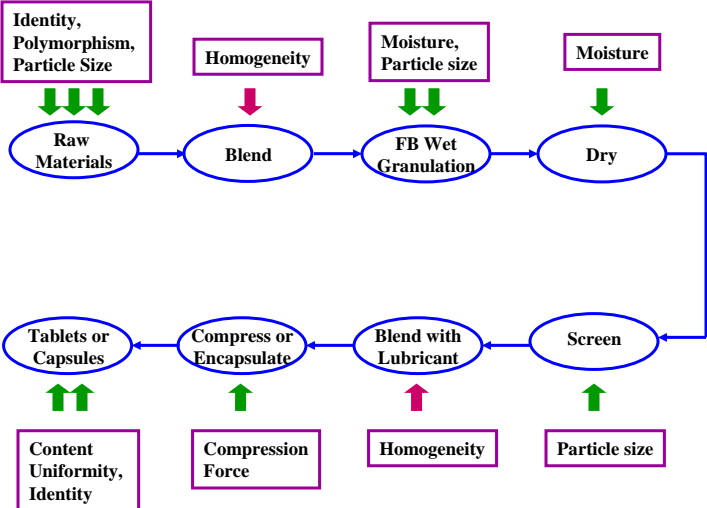 Identity,
Polymorphism,
Particle Size
Homogeneity
Moisture,
Particle size
Moisture
Raw
Materials
Blend
FB Wet
Granulation
Dry
Tablets or
Capsules
Compress or
Encapsulate
Blend with
Lubricant
Screen
Content
Uniformity,
Identity
Compression
Force
Homogeneity
Particle size